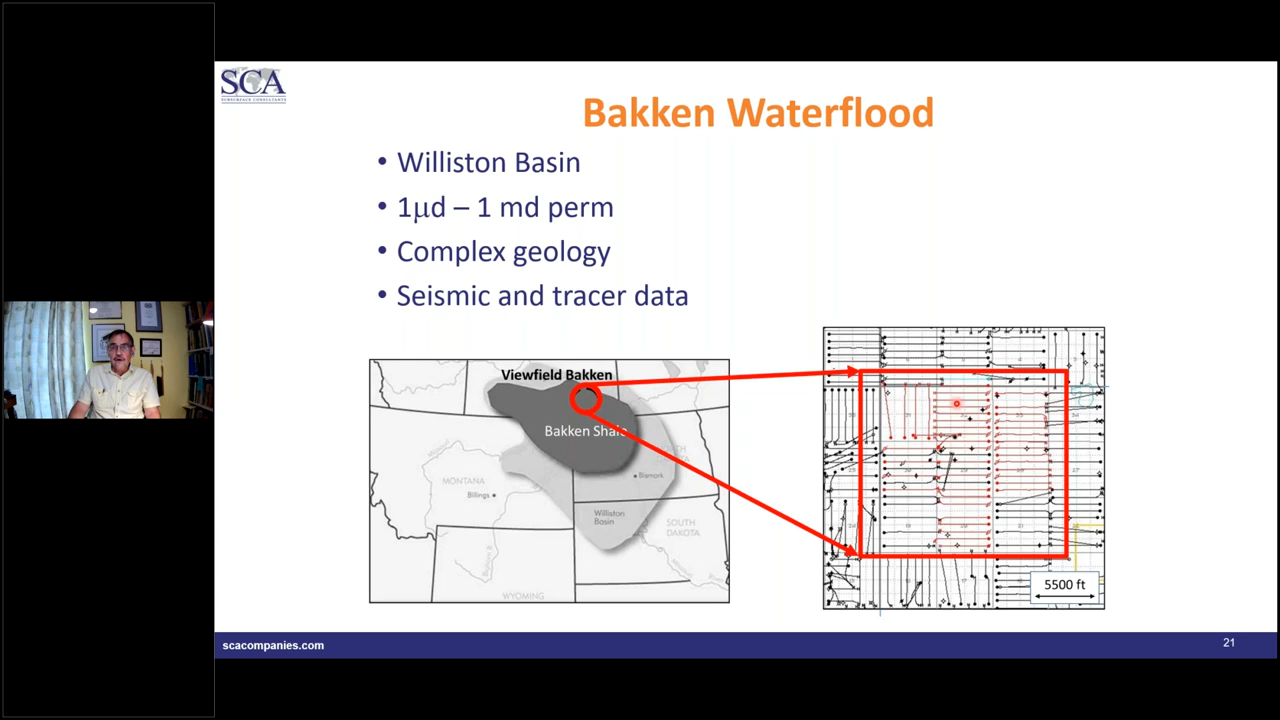 SCA
SUBSURFACE CONSULTANTS
Bakken Waterflood
• Williston Basin
• 1μd – 1 md perm
• Complex geology
• Seismic and tracer data
Viewfield Bakken
Bakken Shale
MONTANA
Billings
Bismark
Williston
Basin
SOUTH
DAKOTA
WYOMING
5500 ft
scacompanies.com
21